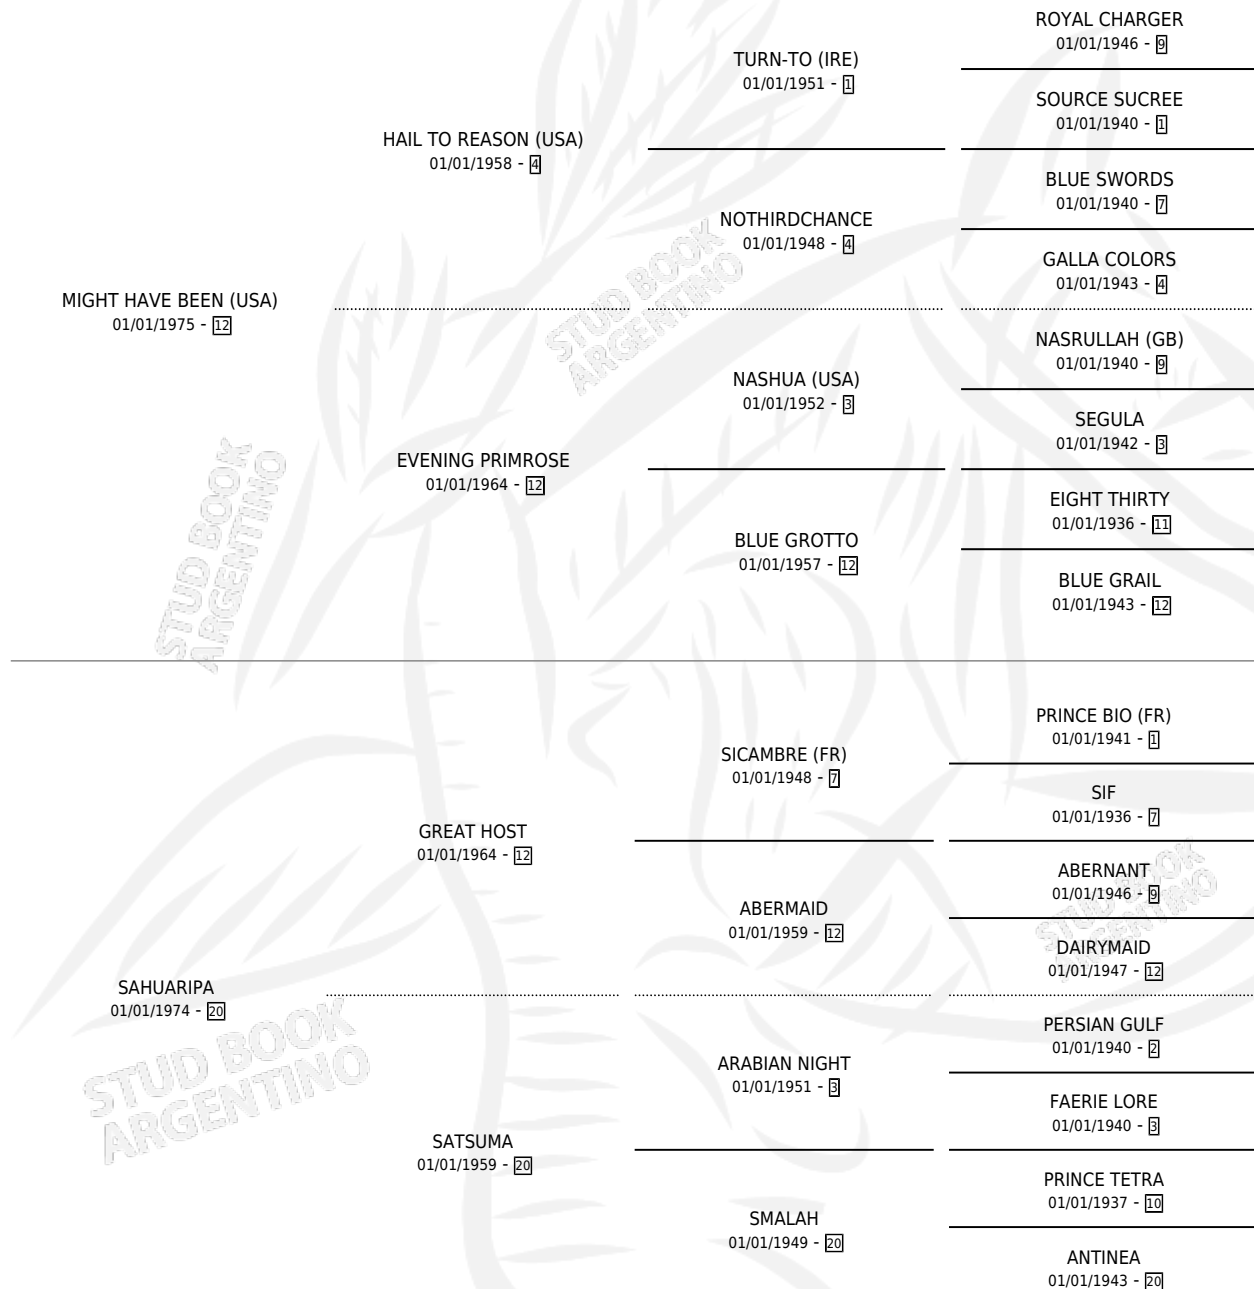 ROYAL CHARGER
01/01/1946 - 9
TURN-TO (IRE)
01/01/1951 - 1
SOURCE SUCREE
01/01/1940 - 1
HAIL TO REASON (USA)
01/01/1958 - 4
BLUE SWORDS
01/01/1940 - 7
NOTHIRDCHANCE
01/01/1948 - 4
GALLA COLORS
01/01/1943 - 4
MIGHT HAVE BEEN (USA)
01/01/1975 - 12
STUD BOOK
ARGENTINO
NASRULLAH (GB)
01/01/1940 - 9
NASHUA (USA)
01/01/1952 - 3
SEGULA
01/01/1942 - 3
EVENING PRIMROSE
01/01/1964 - 12
EIGHT THIRTY
01/01/1936 - 11
BLUE GROTTO
01/01/1957 - 12
BLUE GRAIL
01/01/1943 - 12
STUD BOOK
ARGENTINO
PRINCE BIO (FR)
01/01/1941 - 1
SICAMBRE (FR)
01/01/1948 - 7
SIF
01/01/1936 - 7
GREAT HOST
01/01/1964 - 12
ABERNANT
01/01/1946 - 9
ABERMAID
01/01/1959 - 12
DAIRYMAID
01/01/1947 - 12
STUD BOOK
ARGENTINO
SAHUARIPA
01/01/1974 - 20
PERSIAN GULF
01/01/1940 - 2
ARABIAN NIGHT
01/01/1951 - 3
FAERIE LORE
01/01/1940 - 3
STUD BOOK
ARGENTINO
SATSUMA
01/01/1959 - 20
PRINCE TETRA
01/01/1937 - 10
SMALAH
01/01/1949 - 20
ANTINEA
01/01/1943 - 20